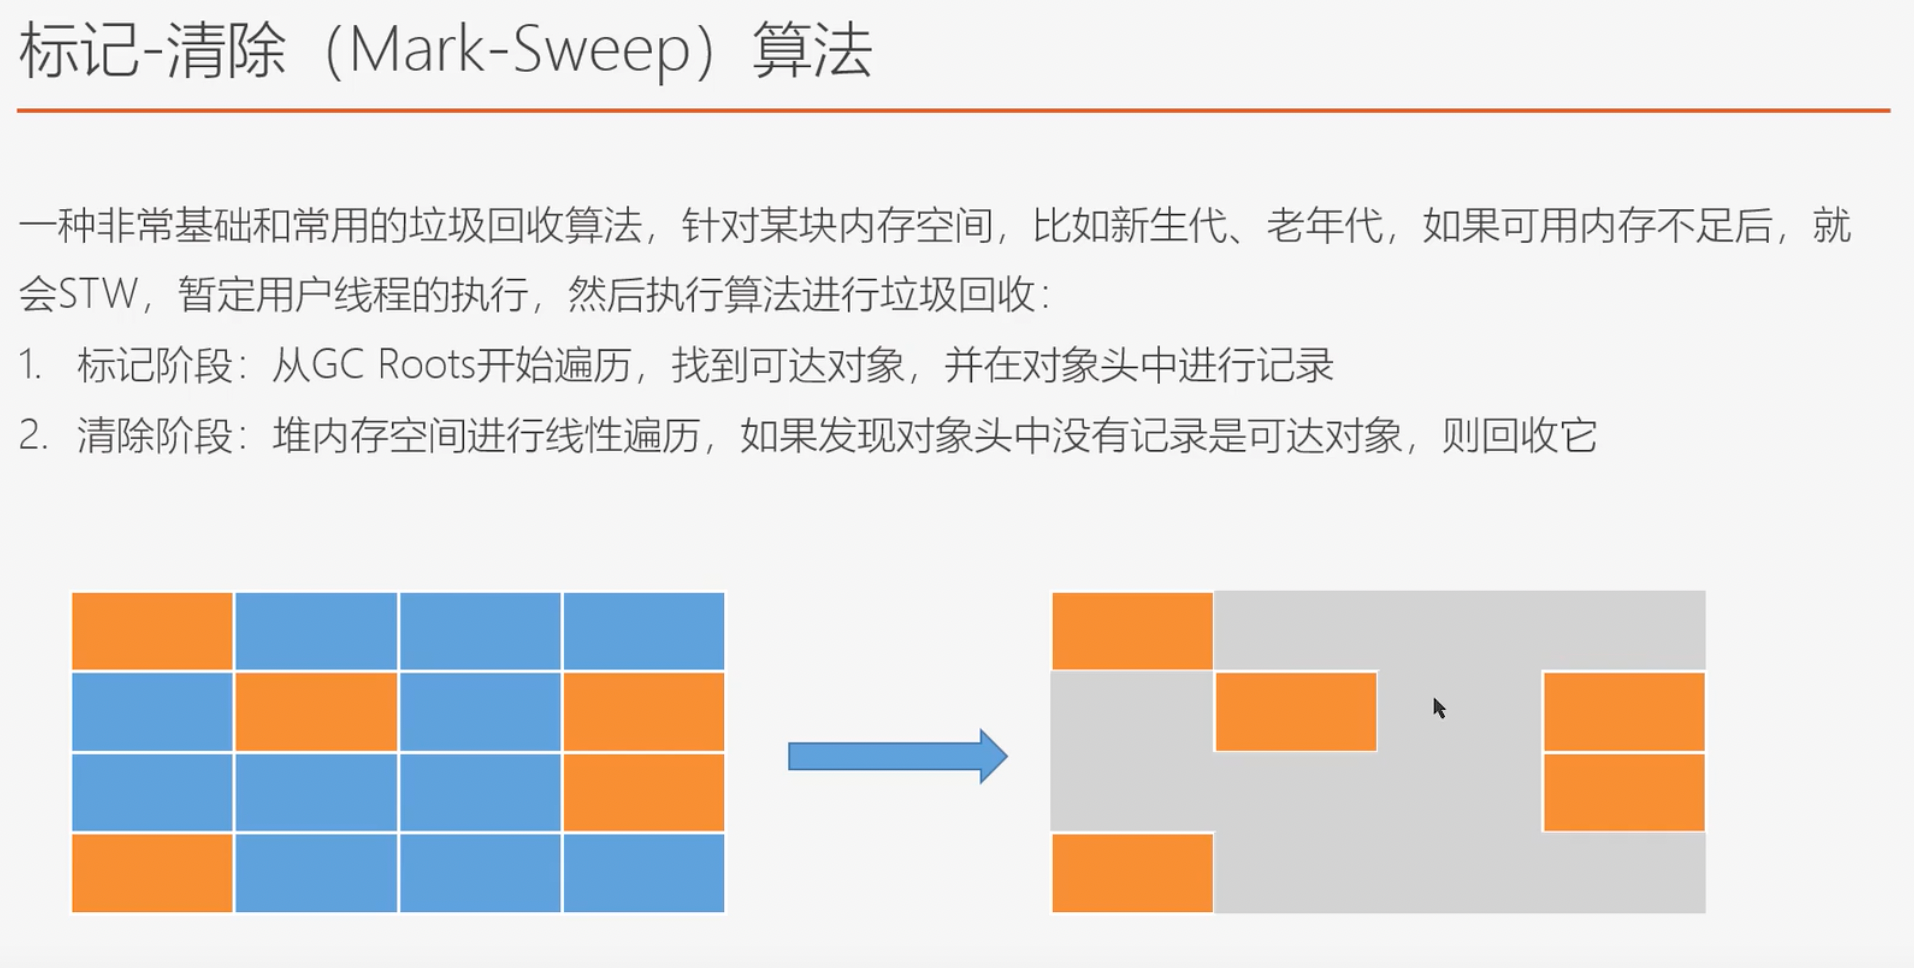 标记-清除（Mark-Sweep）算法
一种非常基础和常用的垃圾回收算法，针对某块内存空间，比如新生代、老年代，如果可用内存不足后，就
会STW，暂定用户线程的执行，然后执行算法进行垃圾回收：
1. 标记阶段：从GC Roots开始遍历，找到可达对象，并在对象头中进行记录
2. 清除阶段：堆内存空间进行线性遍历，如果发现对象头中没有记录是可达对象，则回收它